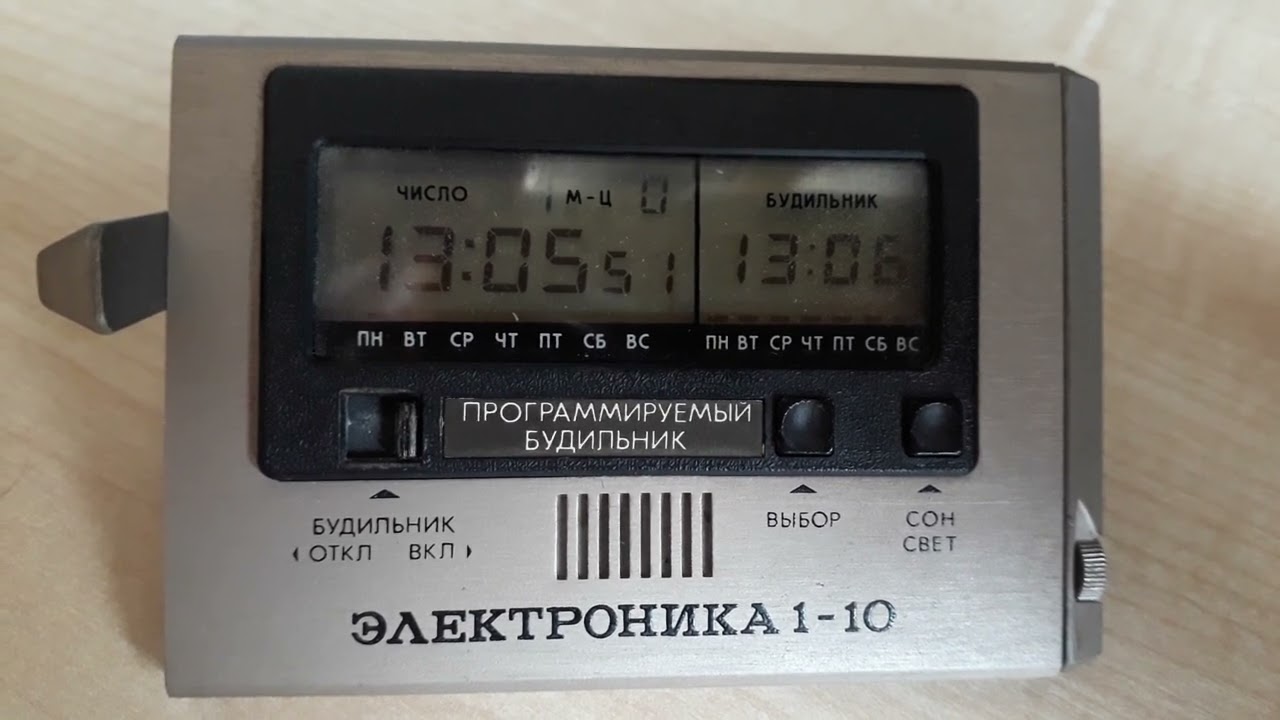 ЧИСЛО 1 М-Ц 0 БУДИЛЬНИК
13:05 51 13:06
ПН ВТ СР ЧТ ПТ СБ ВС ПН ВТ СР ЧТ ПТ СБ ВС
ПРОГРАММИРУЕМЫЙ
БУДИЛЬНИК
БУДИЛЬНИК
ОТКЛ ВКЛ
ВЫБОР
СОН
СВЕТ
ЭЛЕКТРОНИКА 1-10